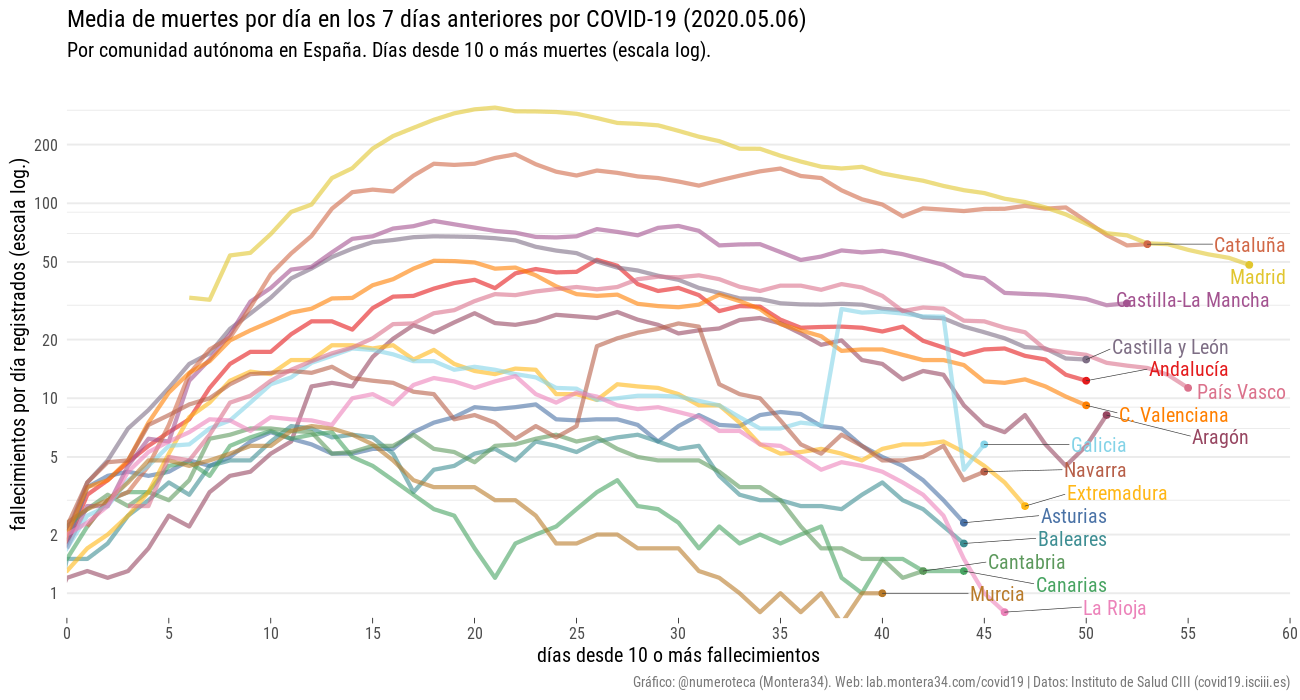 Media de muertes por día en los 7 días anteriores por COVID-19 (2020.05.06)
Por comunidad autónoma en España. Días desde 10 o más muertes (escala log).
fallecimientos por día registrados (escala log.)
200
100
50
20
10
5
2
1
Cataluña
Madrid
Castilla-La Mancha
Castilla y León
Andalucía
País Vasco
C. Valenciana
Aragón
Galicia
Navarra
Extremadura
Asturias
Baleares
Cantabria
Canarias
Murcia
La Rioja
0 5 10 15 20 25 30 35 40 45 50 55 60
días desde 10 o más fallecimientos
Gráfico: @numeroteca (Montera34). Web: lab.montera34.com/covid19 | Datos: Instituto de Salud CIII (covid19.isciii.es)